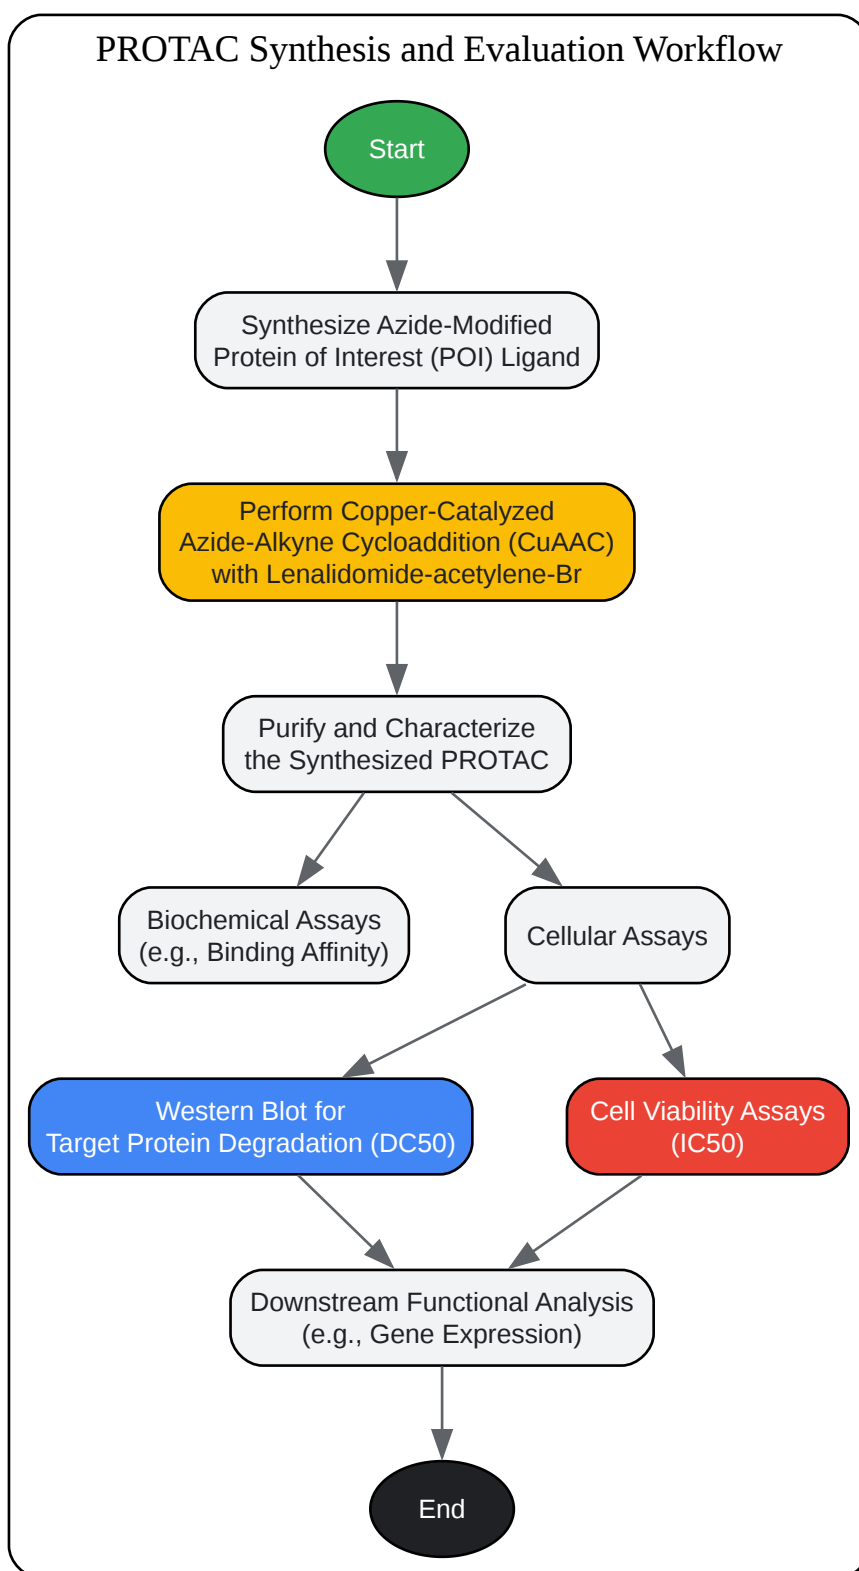 PROTAC Synthesis and Evaluation Workflow
Start
Synthesize Azide-Modified
Protein of Interest (POI) Ligand
Perform Copper-Catalyzed
Azide-Alkyne Cycloaddition (CuAAC)
with Lenalidomide-acetylene-Br
Purify and Characterize
the Synthesized PROTAC
Biochemical Assays
(e.g., Binding Affinity)
Cellular Assays
Western Blot for
Target Protein Degradation (DC50)
Cell Viability Assays
(IC50)
Downstream Functional Analysis
(e.g., Gene Expression)
End